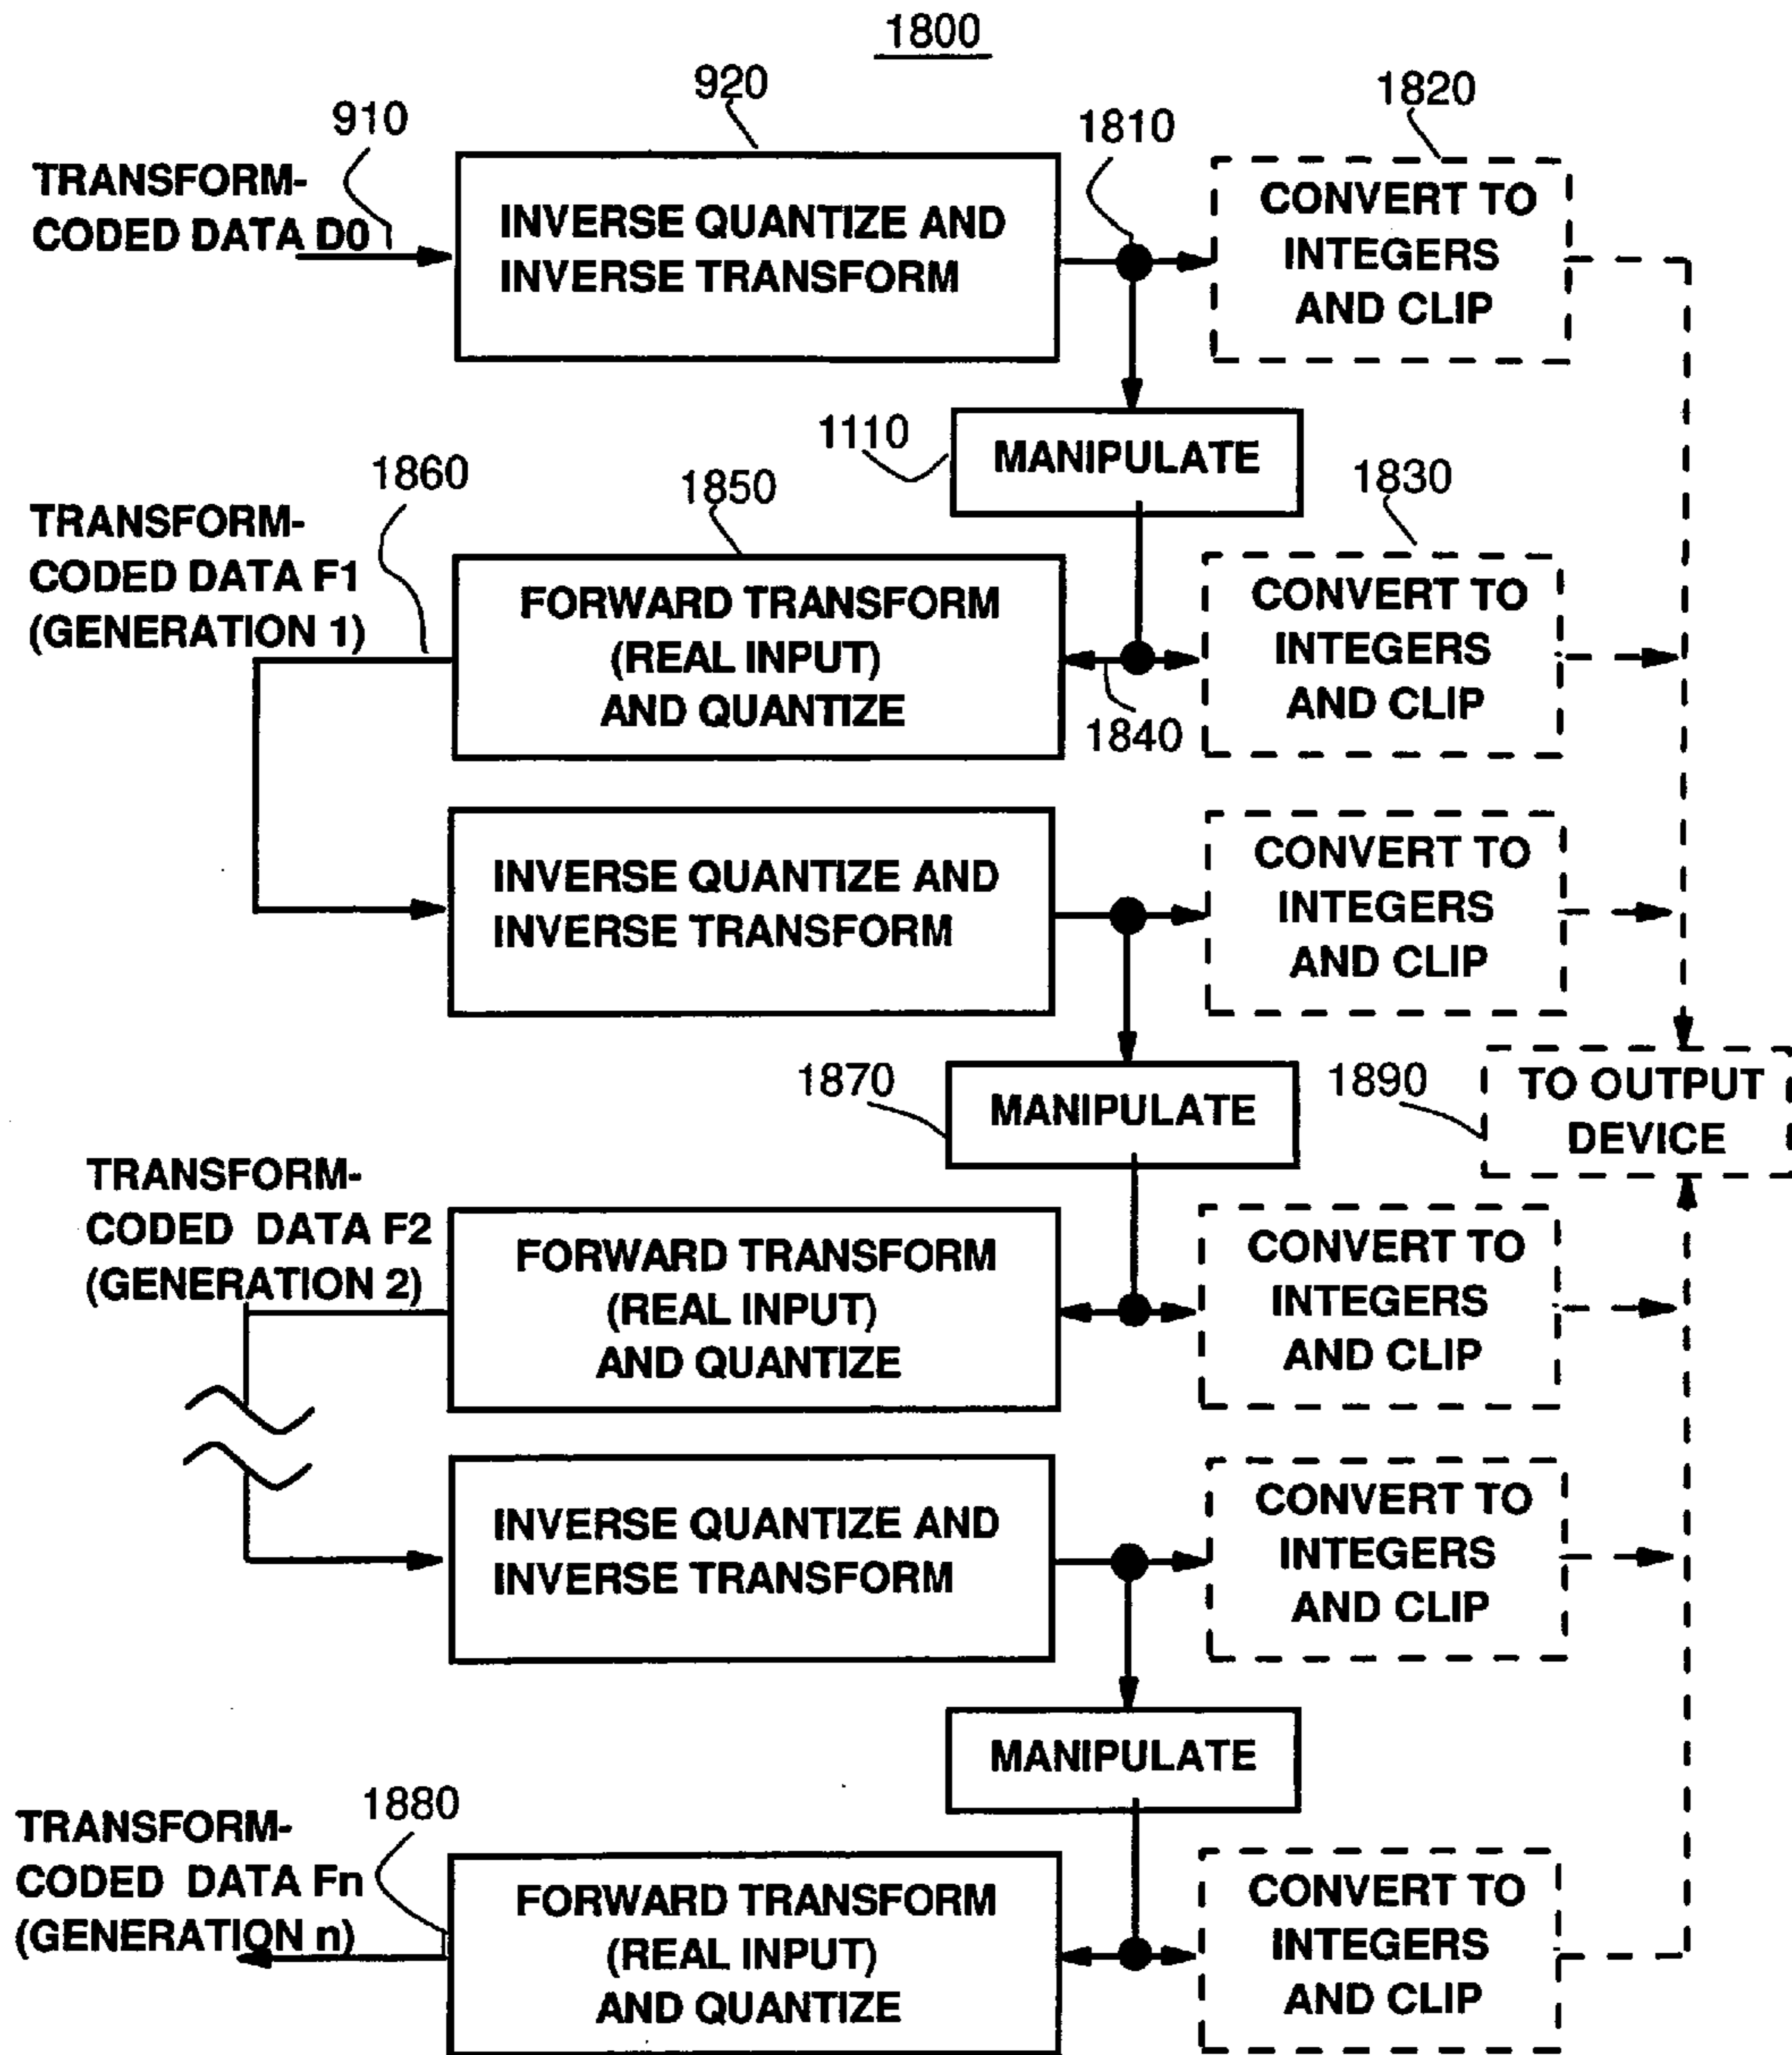 1800
920
1820
910
1810
TRANSFORM-
CODED DATA D0
INVERSE QUANTIZE AND
INVERSE TRANSFORM
CONVERT TO
INTEGERS
AND CLIP
1110
MANIPULATE
1860
1850
1830
TRANSFORM-
CODED DATA F1
(GENERATION 1)
FORWARD TRANSFORM
(REAL INPUT)
AND QUANTIZE
1840
CONVERT TO
INTEGERS
AND CLIP
INVERSE QUANTIZE AND
INVERSE TRANSFORM
CONVERT TO
INTEGERS
AND CLIP
1870
MANIPULATE
1890
TO OUTPUT
DEVICE
TRANSFORM-
CODED DATA F2
(GENERATION 2)
FORWARD TRANSFORM
(REAL INPUT)
AND QUANTIZE
CONVERT TO
INTEGERS
AND CLIP
INVERSE QUANTIZE AND
INVERSE TRANSFORM
CONVERT TO
INTEGERS
AND CLIP
MANIPULATE
TRANSFORM-
CODED DATA Fn
(GENERATION n)
1880
FORWARD TRANSFORM
(REAL INPUT)
AND QUANTIZE
CONVERT TO
INTEGERS
AND CLIP